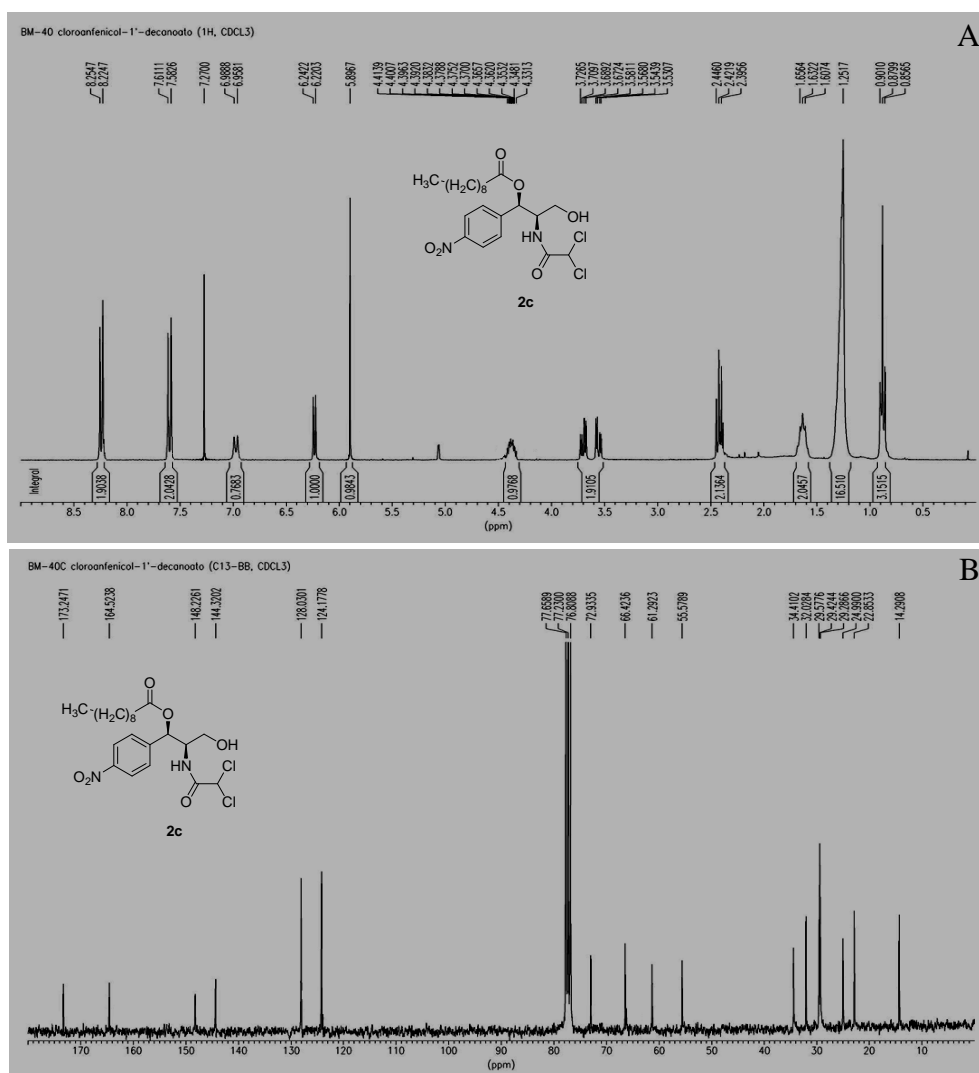 A
BM-40 cloroanfenicol-1'-decanoato (1H, CDCL3)
8.2547
8.2247
7.6111
7.5826
7.2700
6.9888
6.9581
6.2422
6.2203
5.8967
4.4139
4.4007
4.3963
4.3920
4.3832
4.3788
4.3752
4.3700
4.3657
4.3620
4.3532
4.3481
4.3313
3.7265
3.7097
3.6892
3.6724
3.5811
3.5680
3.5439
3.5307
2.4460
2.4219
2.3956
1.6564
1.6322
1.6074
1.2517
0.9010
0.8799
0.8565
O
H3C-(H2C)8
O
OH
O2N
HN
Cl
O
Cl
2c
Integral
1.9038
2.0428
0.7683
1.0000
0.9843
0.9768
1.9105
2.1364
2.0457
16.510
3.1515
8.0 7.5 7.0 6.5 6.0 5.5 5.0 4.5 4.0 3.5 3.0 2.5 2.0 1.5 1.0 0.5
(ppm)
B
BM-40C cloroanfenicol-1'-decanoato (C13-BB, CDCL3)
173.2471
164.5238
148.2261
144.3202
128.0301
124.1778
77.6589
77.2300
76.8088
72.9335
66.4236
61.2923
55.5789
34.4102
32.0284
29.5776
29.4244
29.2866
24.9900
22.8533
14.2908
O
H3C-(H2C)8
O
OH
O2N
HN
Cl
O
Cl
2c
170 160 150 140 130 120 110 100 90 80 70 60 50 40 30 20 10
(ppm)